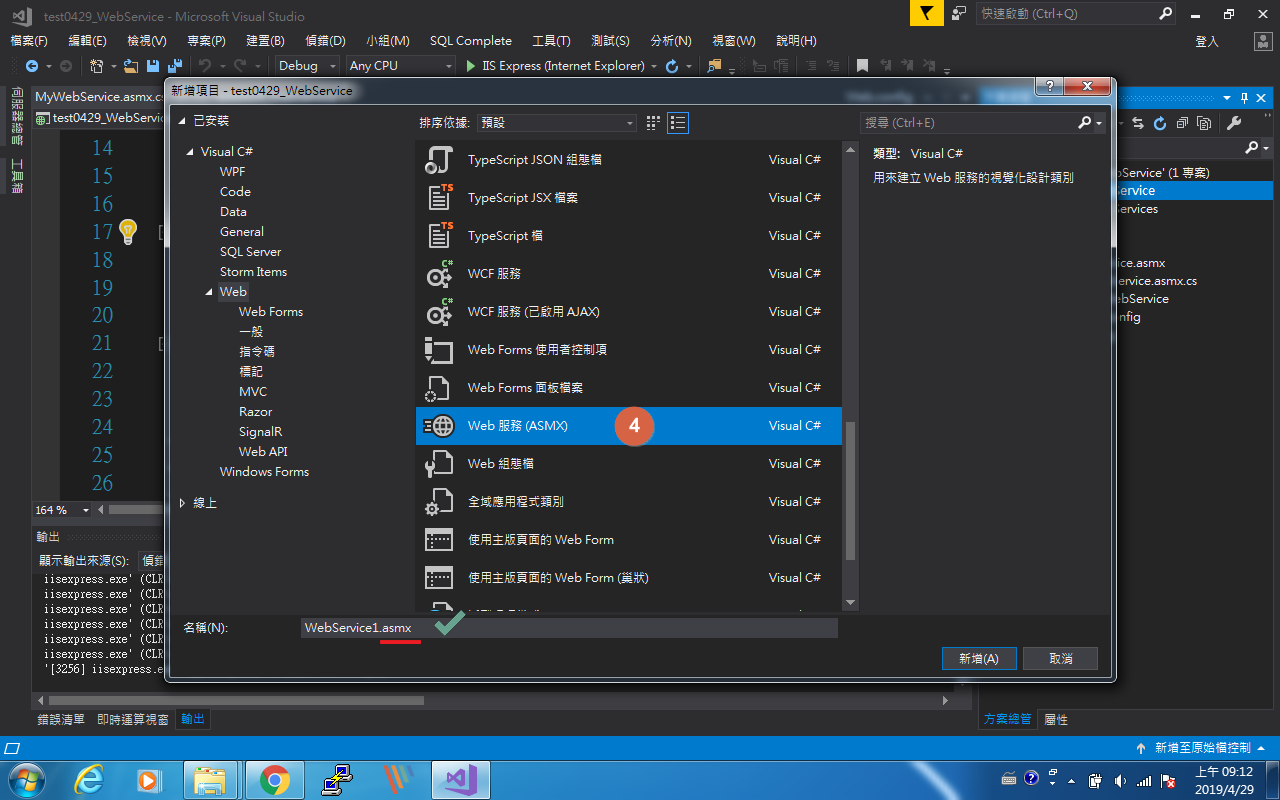 test0429_WebService - Microsoft Visual Studio
快速啟動 (Ctrl+Q)
檔案(F) 編輯(E) 檢視(V) 專案(P) 建置(B) 偵錯(D) 小組(M) SQL Complete 工具(T) 測試(S) 分析(N) 視窗(W) 說明(H) 登入
Debug Any CPU IIS Express (Internet Explorer)
伺服器總管
工具箱
MyWebService.asmx.cs
test0429_WebService
14
15
16
17
18
19
20
21
22
23
24
25
26
164 %
新增項目 - test0429_WebService
已安裝
Visual C#
WPF
Code
Data
General
SQL Server
Storm Items
Web
Web Forms
一般
指令碼
標記
MVC
Razor
SignalR
Web API
Windows Forms
線上
排序依據: 預設
搜尋 (Ctrl+E)
TypeScript JSON 組態檔 Visual C#
TypeScript JSX 檔案 Visual C#
TypeScript 檔 Visual C#
WCF 服務 Visual C#
WCF 服務 (已啟用 AJAX) Visual C#
Web Forms 使用者控制項 Visual C#
Web Forms 面板檔案 Visual C#
Web 服務 (ASMX) 4 Visual C#
Web 組態檔 Visual C#
全域應用程式類別 Visual C#
使用主版頁面的 Web Form Visual C#
使用主版頁面的 Web Form (巢狀) Visual C#
類型: Visual C#
用來建立 Web 服務的視覺化設計類別
名稱(N): WebService1.asmx
新增(A) 取消
bService' (1 專案)
Service
ervices
ice.asmx
ervice.asmx.cs
ebService
nfig
輸出
顯示輸出來源(S): 偵錯
iisexpress.exe' (CLR
iisexpress.exe' (CLR
iisexpress.exe' (CLR
iisexpress.exe' (CLR
iisexpress.exe' (CLR
iisexpress.exe' (CLR
'[3256] iisexpress.e
錯誤清單 即時運算視窗 輸出
方案總管 屬性
新增至原始檔控制
上午 09:12
2019/4/29